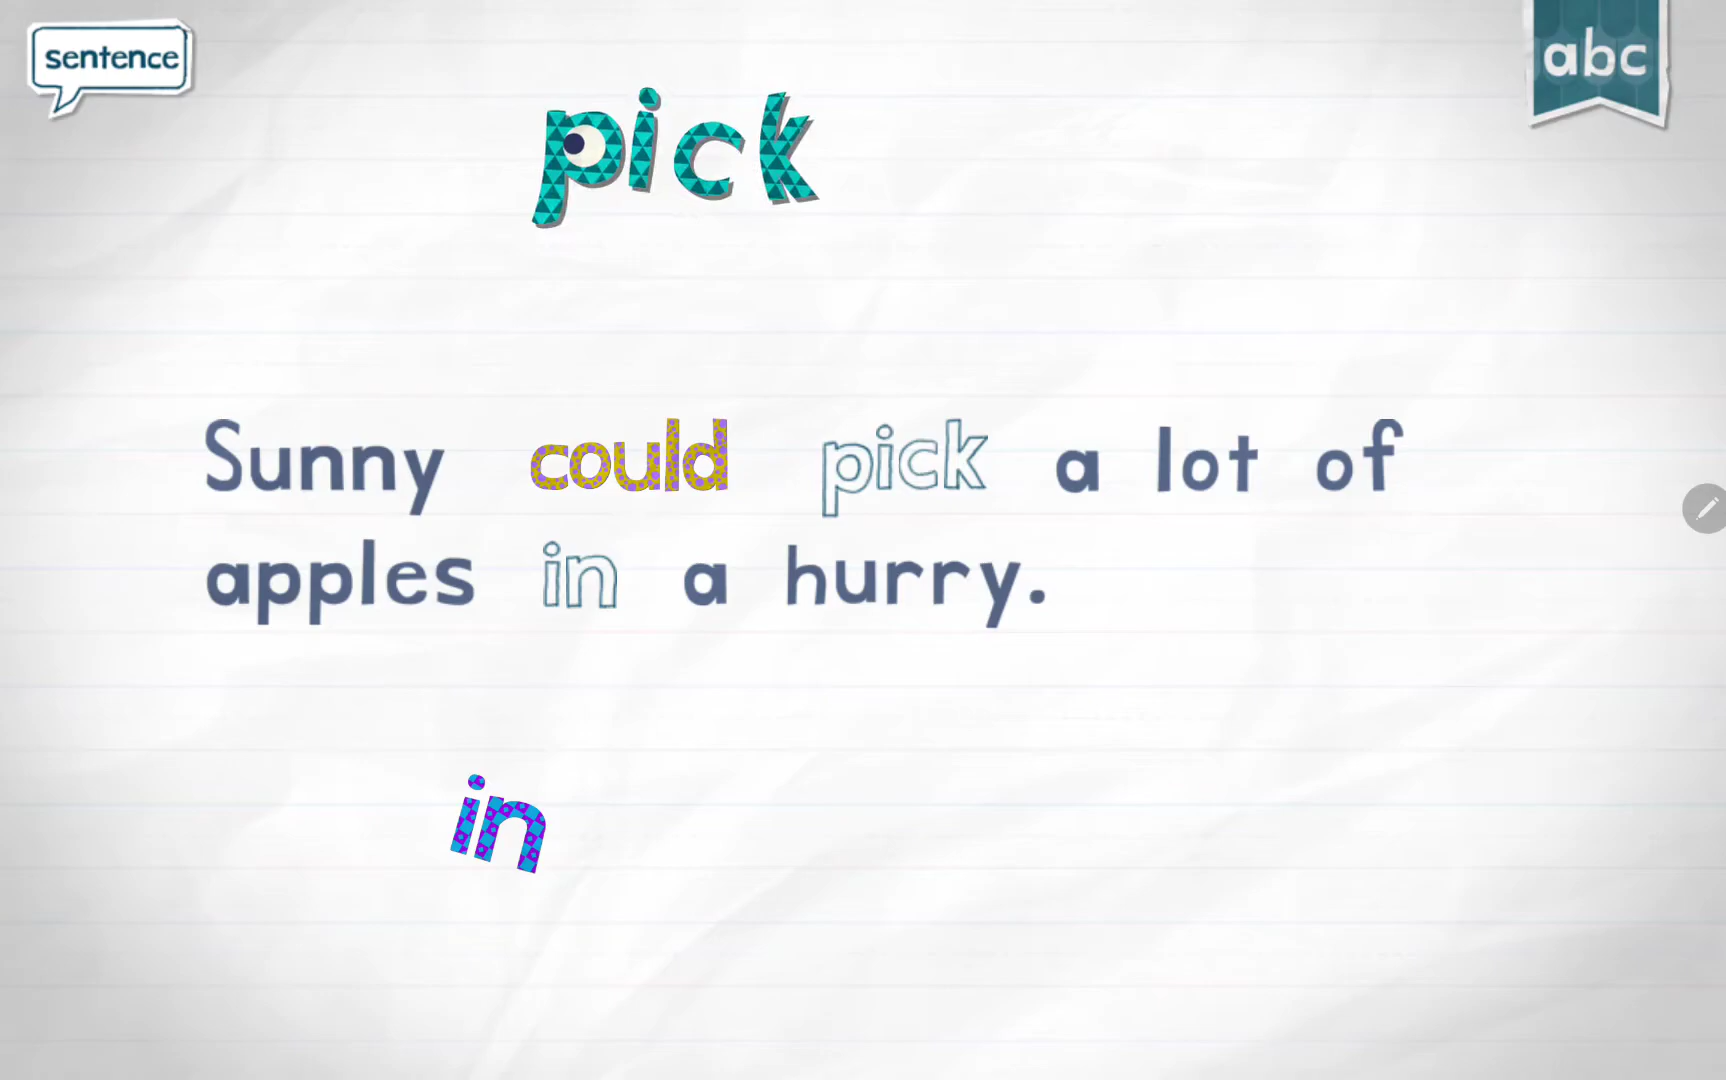 sentence
abc
pick
Sunny could pick a lot of
apples in a hurry.
in